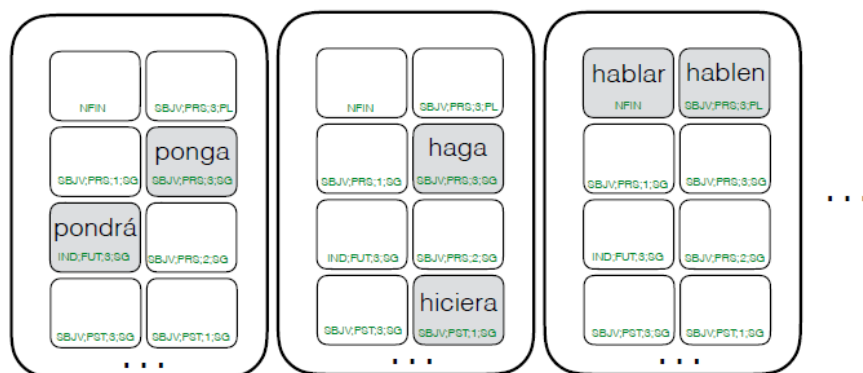 NFIN SBJV;PRS;3;PL
ponga
SBJV;PRS;1;SG SBJV;PRS;3;SG
pondrá
IND;FUT;3;SG SBJV;PRS;2;SG
SBJV;PST;3;SG SBJV;PST;1;SG
...
NFIN SBJV;PRS;3;PL
haga
SBJV;PRS;1;SG SBJV;PRS;3;SG
IND;FUT;3;SG SBJV;PRS;2;SG
hiciera
SBJV;PST;3;SG SBJV;PST;1;SG
...
hablar hablen
NFIN SBJV;PRS;3;PL
SBJV;PRS;1;SG SBJV;PRS;3;SG
IND;FUT;3;SG SBJV;PRS;2;SG
SBJV;PST;3;SG SBJV;PST;1;SG
...
...